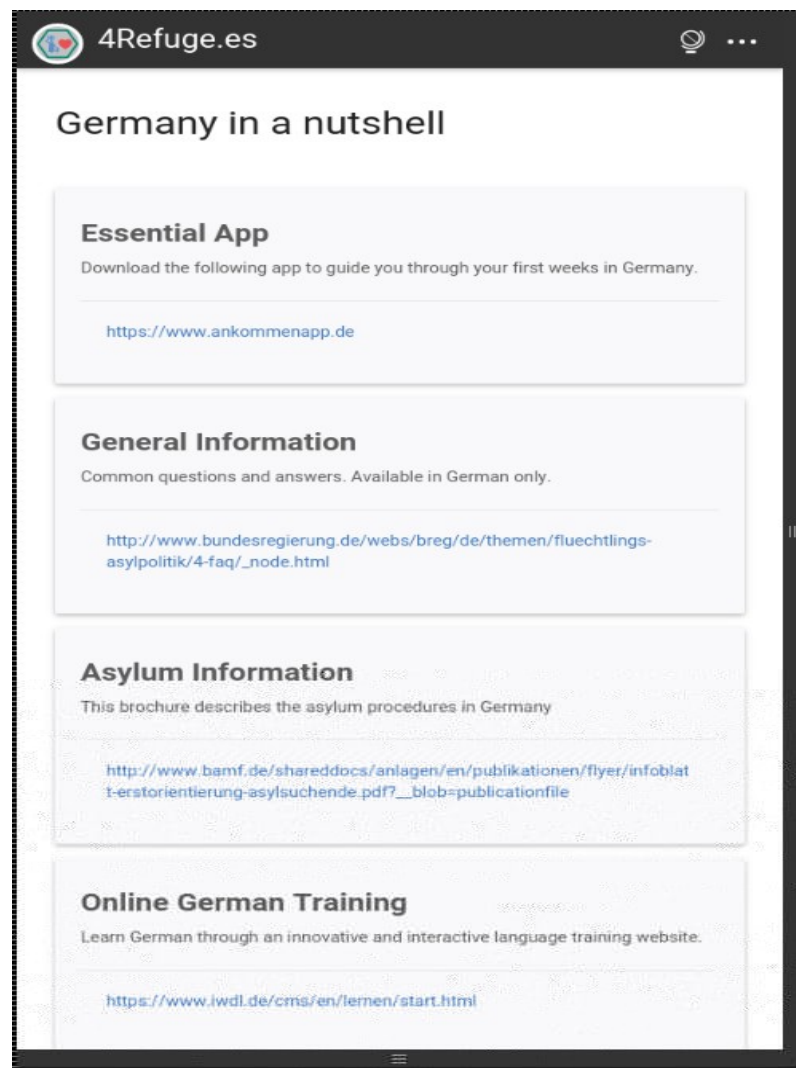 4Refuge.es
Germany in a nutshell
Essential App
Download the following app to guide you through your first weeks in Germany.
https://www.ankommenapp.de
General Information
Common questions and answers. Available in German only.
http://www.bundesregierung.de/webs/breg/de/themen/fluechtlings-
asylpolitik/4-faq/_node.html
Asylum Information
This brochure describes the asylum procedures in Germany
http://www.bamf.de/shareddocs/anlagen/en/publikationen/flyer/infoblat
t-erstorientierung-asylsuchende.pdf?__blob=publicationfile
Online German Training
Learn German through an innovative and interactive language training website.
https://www.iwdl.de/cms/en/lernen/start.html